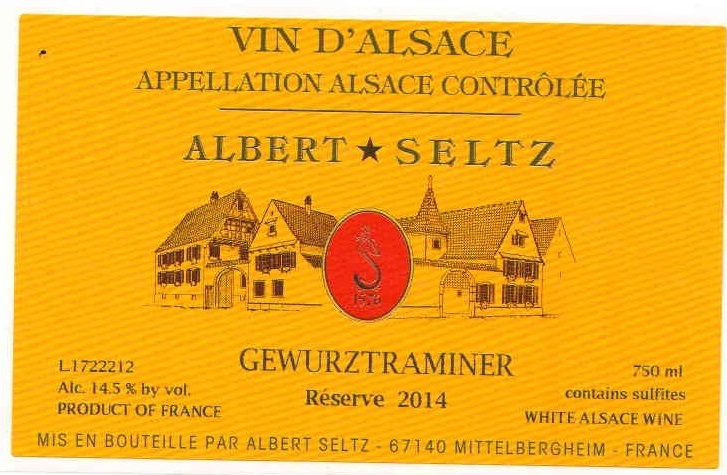 VIN D'ALSACE
APPELLATION ALSACE CONTRÔLÉE
ALBERT ★ SELTZ
S
1576
GEWURZTRAMINER
Réserve 2014
L1722212
Alc. 14.5 % by vol.
PRODUCT OF FRANCE
750 ml
contains sulfites
WHITE ALSACE WINE
MIS EN BOUTEILLE PAR ALBERT SELTZ - 67140 MITTELBERGHEIM - FRANCE